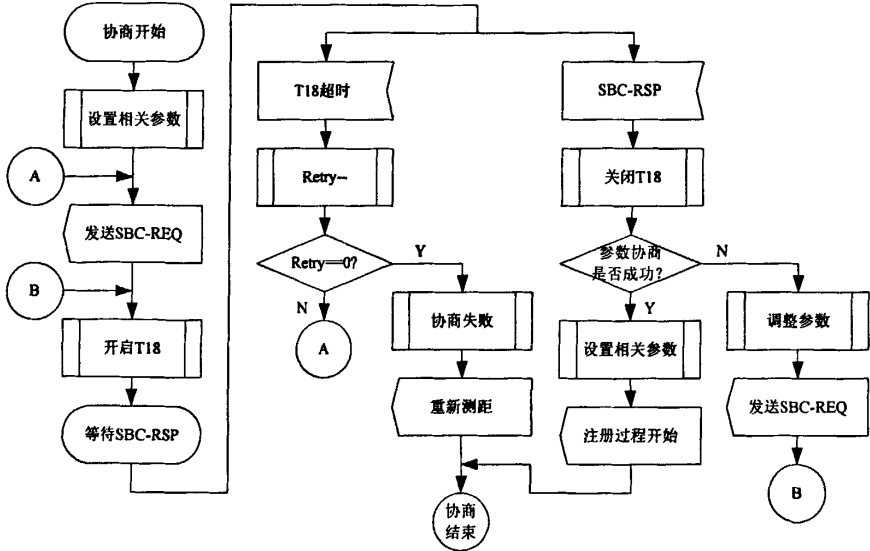 协商开始
设置相关参数
A
发送SBC-REQ
B
开启T18
等待SBC-RSP
T18超时
Retry--
Retry==0?
Y
N
A
协商失败
重新测距
协商
结束
SBC-RSP
关闭T18
参数协商
是否成功?
N
Y
设置相关参数
注册过程开始
调整参数
发送SBC-REQ
B